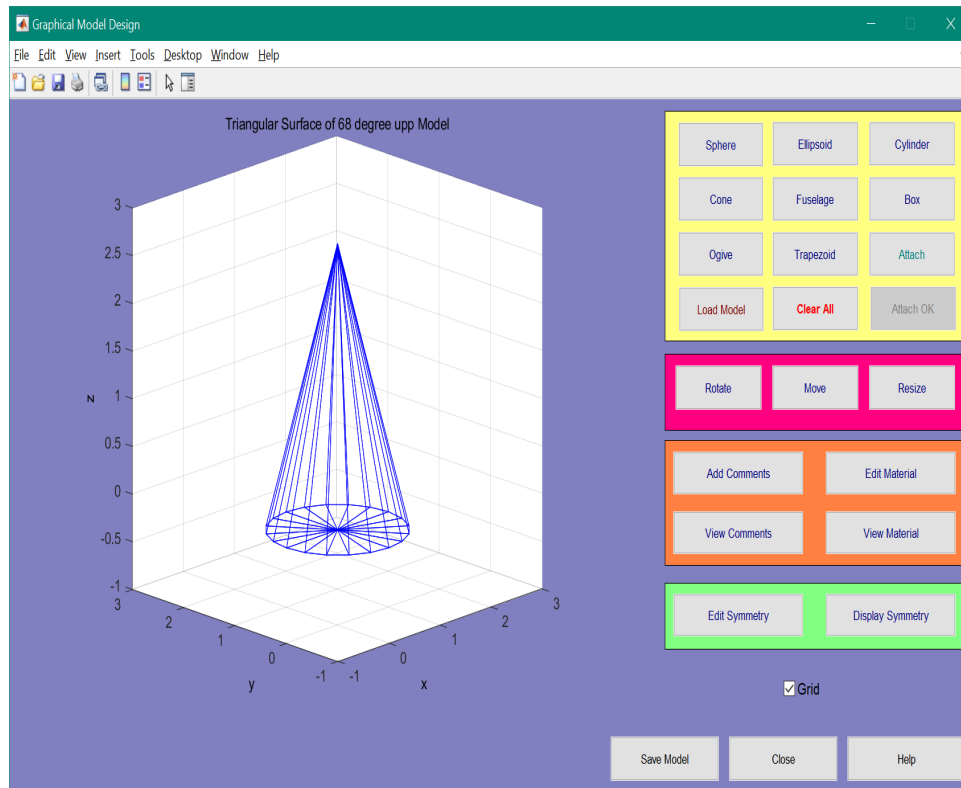 Graphical Model Design
File Edit View Insert Tools Desktop Window Help
Triangular Surface of 68 degree upp Model
3
2.5
2
1.5
1
0.5
0
-0.5
-1
z
3
2
1
0
-1
y
-1
0
1
2
3
x
Sphere Ellipsoid Cylinder
Cone Fuselage Box
Ogive Trapezoid Attach
Load Model Clear All Attach OK
Rotate Move Resize
Add Comments Edit Material
View Comments View Material
Edit Symmetry Display Symmetry
Grid
Save Model Close Help